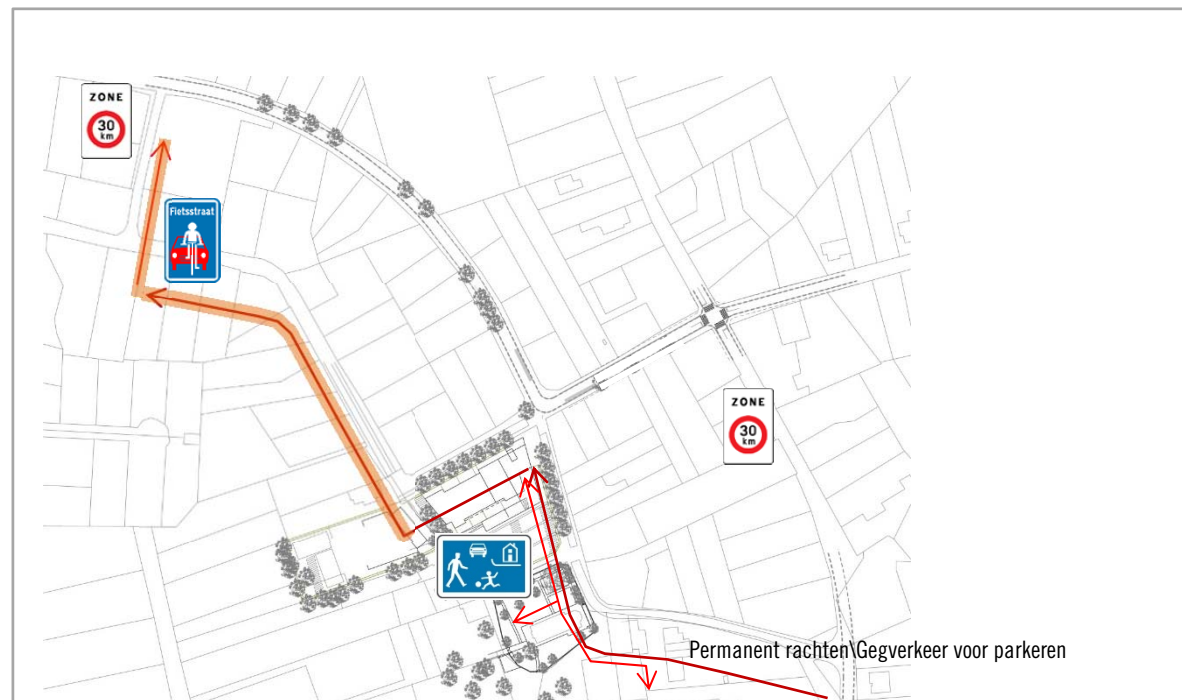 ZONE
30
km
Fietsstraat
ZONE
30
km
Permanent rachten\Gegverkeer voor parkeren